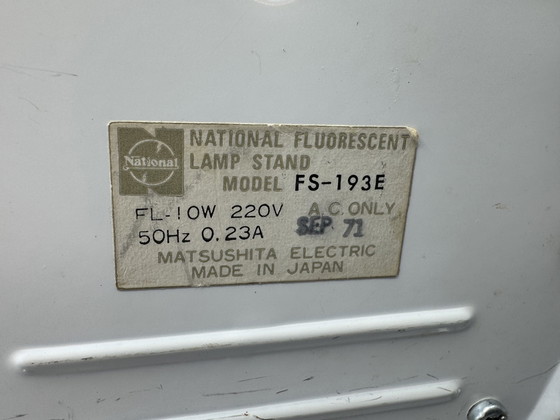 National
NATIONAL FLUORESCENT
LAMP STAND
MODEL FS-193E
FL-10W 220V A.C. ONLY
50Hz 0.23A SEP 71
MATSUSHITA ELECTRIC
MADE IN JAPAN